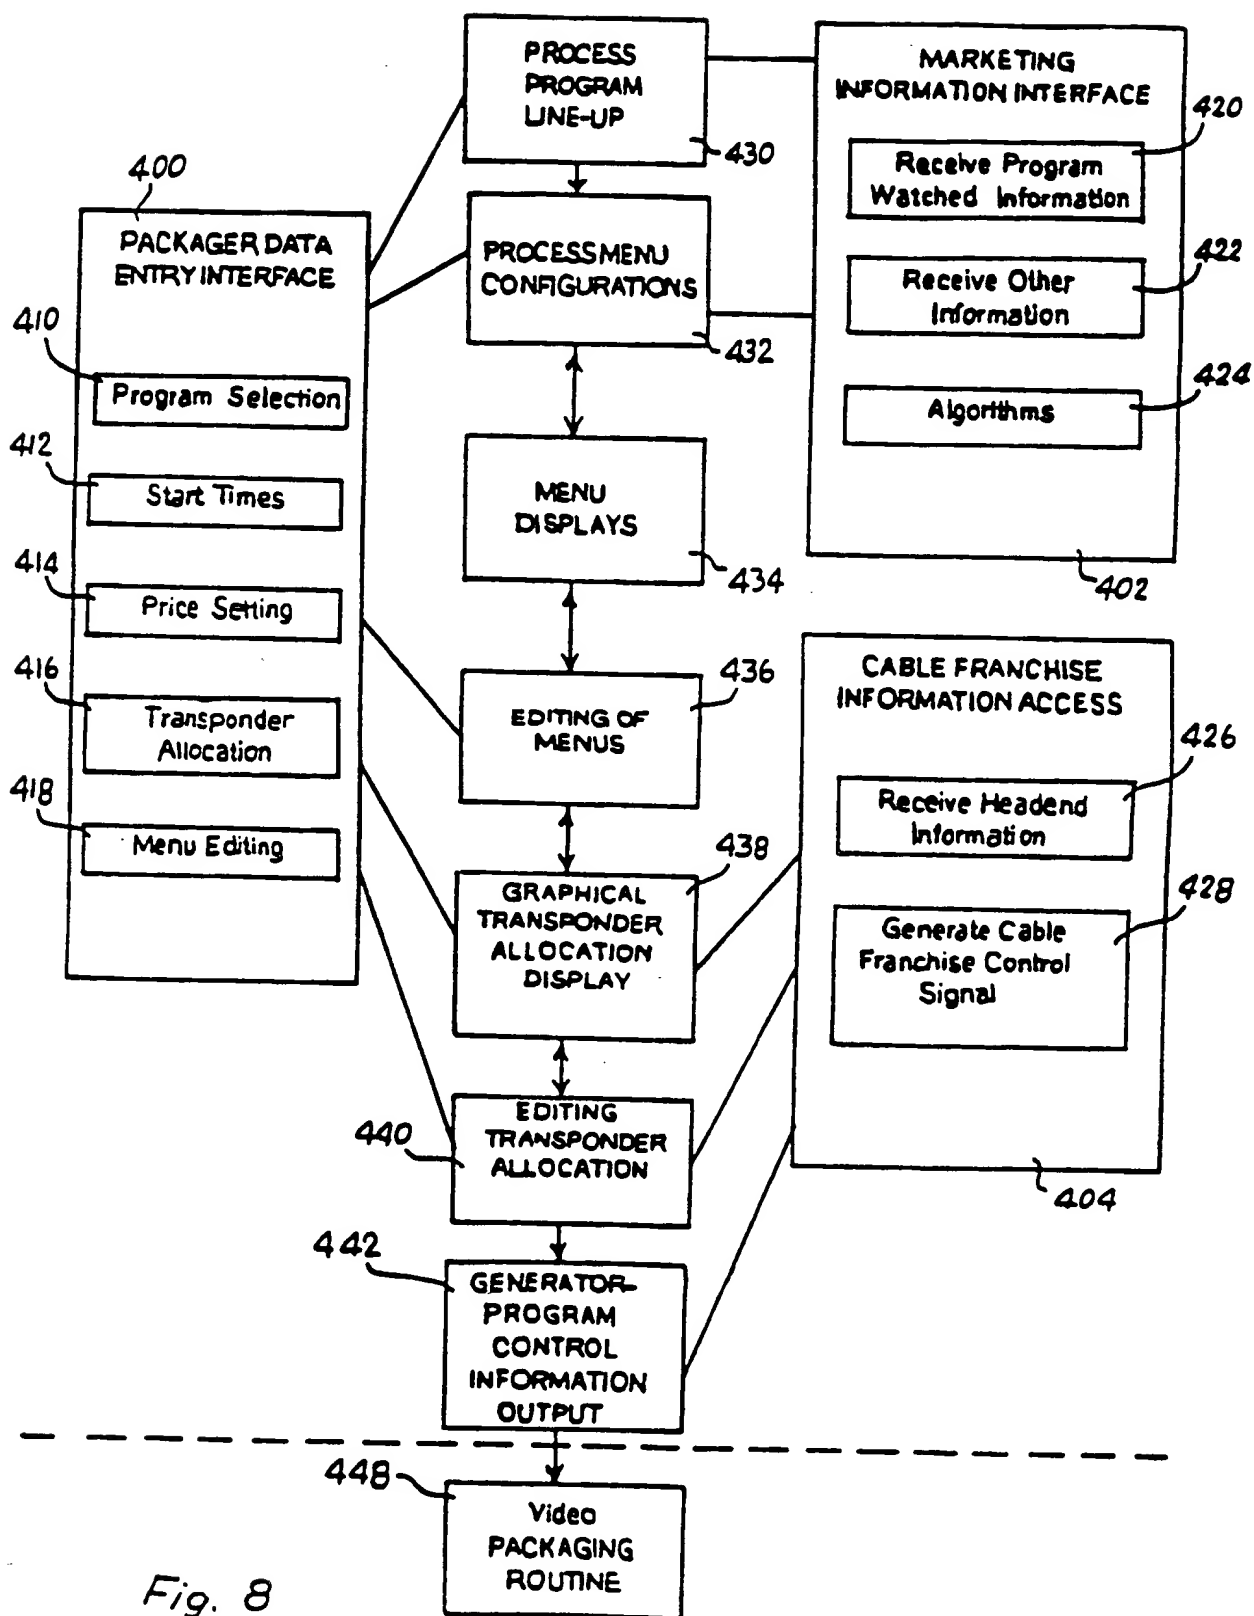 PROCESS
PROGRAM
LINE-UP
430
MARKETING
INFORMATION INTERFACE
420
Receive Program
Watched Information
422
Receive Other
Information
424
Algorithms
402
400
PACKAGER DATA
ENTRY INTERFACE
410
Program Selection
412
Start Times
414
Price Setting
416
Transponder
Allocation
418
Menu Editing
PROCESS MENU
CONFIGURATIONS
432
MENU
DISPLAYS
434
436
EDITING OF
MENUS
438
GRAPHICAL
TRANSPONDER
ALLOCATION
DISPLAY
CABLE FRANCHISE
INFORMATION ACCESS
426
Receive Headend
Information
428
Generate Cable
Franchise Control
Signal
404
440
EDITING
TRANSPONDER
ALLOCATION
442
GENERATOR-
PROGRAM
CONTROL
INFORMATION
OUTPUT
448
Video
PACKAGING
ROUTINE
Fig. 8